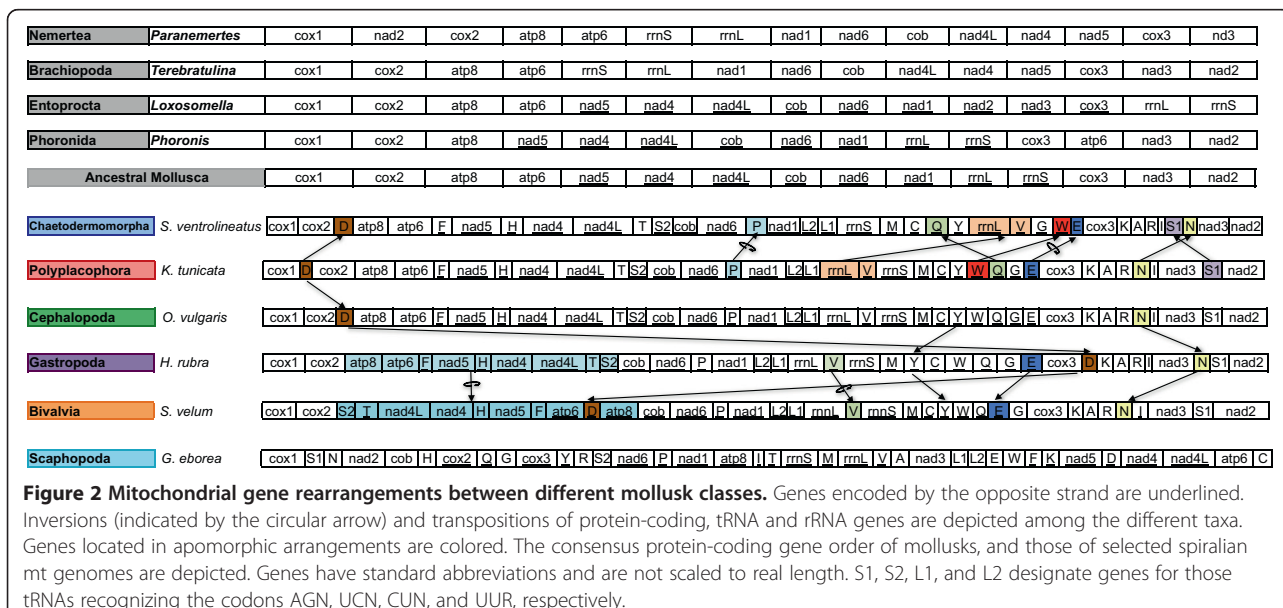 Nemertea Paranemertes cox1 nad2 cox2 atp8 atp6 rrnS rrnL nad1 nad6 cob nad4L nad4 nad5 cox3 nd3
Brachiopoda Terebratulina cox1 cox2 atp8 atp6 rrnS rrnL nad1 nad6 cob nad4L nad4 nad5 cox3 nad3 nad2
Entoprocta Loxosomella cox1 cox2 atp8 atp6 nad5 nad4 nad4L cob nad6 nad1 nad2 nad3 cox3 rrnL rrnS
Phoronida Phoronis cox1 cox2 atp8 nad5 nad4 nad4L cob nad6 nad1 rrnL rrnS cox3 atp6 nad3 nad2
Ancestral Mollusca cox1 cox2 atp8 atp6 nad5 nad4 nad4L cob nad6 nad1 rrnL rrnS cox3 nad3 nad2
Chaetodermomorpha S. ventrolineatus cox1 cox2 D atp8 atp6 F nad5 H nad4 nad4L T S2 cob nad6 P nad1 L2 L1 rrnS M C Q Y rrnL V G W E cox3 K A R I S1 N nad3 nad2
Polyplacophora K. tunicata cox1 D cox2 atp8 atp6 F nad5 H nad4 nad4L T S2 cob nad6 P nad1 L2 L1 rrnL V rrnS M C Y W Q G E cox3 K A R N I nad3 S1 nad2
Cephalopoda O. vulgaris cox1 cox2 D atp8 atp6 F nad5 H nad4 nad4L T S2 cob nad6 P nad1 L2 L1 rrnL V rrnS M C Y W Q G E cox3 K A R N I nad3 S1 nad2
Gastropoda H. rubra cox1 cox2 atp8 atp6 F nad5 H nad4 nad4L T S2 cob nad6 P nad1 L2 L1 rrnL V rrnS M Y C W Q G E cox3 D K A R I nad3 N S1 nad2
Bivalvia S. velum cox1 cox2 S2 T nad4L nad4 H nad5 F atp6 D atp8 cob nad6 P nad1 L2 L1 rrnL V rrnS M C Y W Q E G cox3 K A R N I nad3 S1 nad2
Scaphopoda G. eborea cox1 S1 N nad2 cob H cox2 Q G cox3 Y R S2 nad6 P nad1 atp8 I T rrnS M rrnL V A nad3 L1 L2 E W F K nad5 D nad4 nad4L atp6 C
Figure 2 Mitochondrial gene rearrangements between different mollusk classes. Genes encoded by the opposite strand are underlined.
Inversions (indicated by the circular arrow) and transpositions of protein-coding, tRNA and rRNA genes are depicted among the different taxa.
Genes located in apomorphic arrangements are colored. The consensus protein-coding gene order of mollusks, and those of selected spiralian
mt genomes are depicted. Genes have standard abbreviations and are not scaled to real length. S1, S2, L1, and L2 designate genes for those
tRNAs recognizing the codons AGN, UCN, CUN, and UUR, respectively.